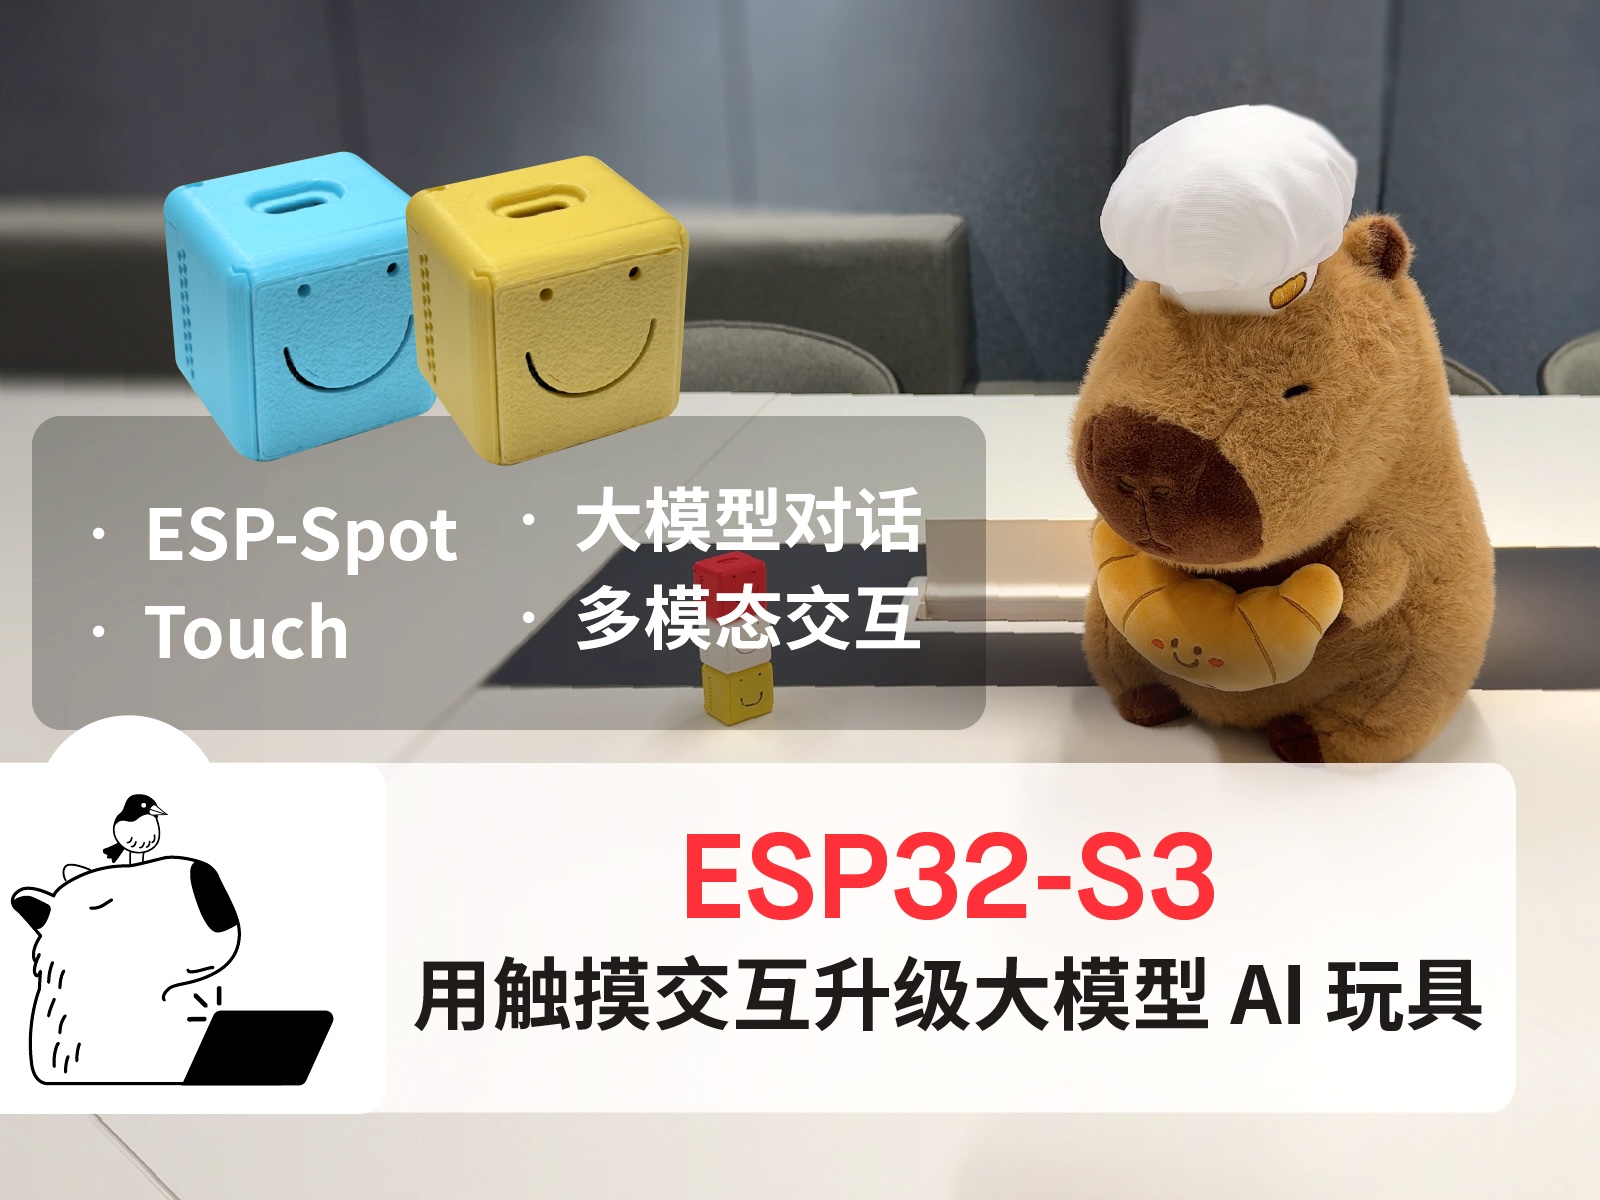 · ESP-Spot
· Touch
· 大模型对话
· 多模态交互
ESP32-S3
用触摸交互升级大模型 AI 玩具